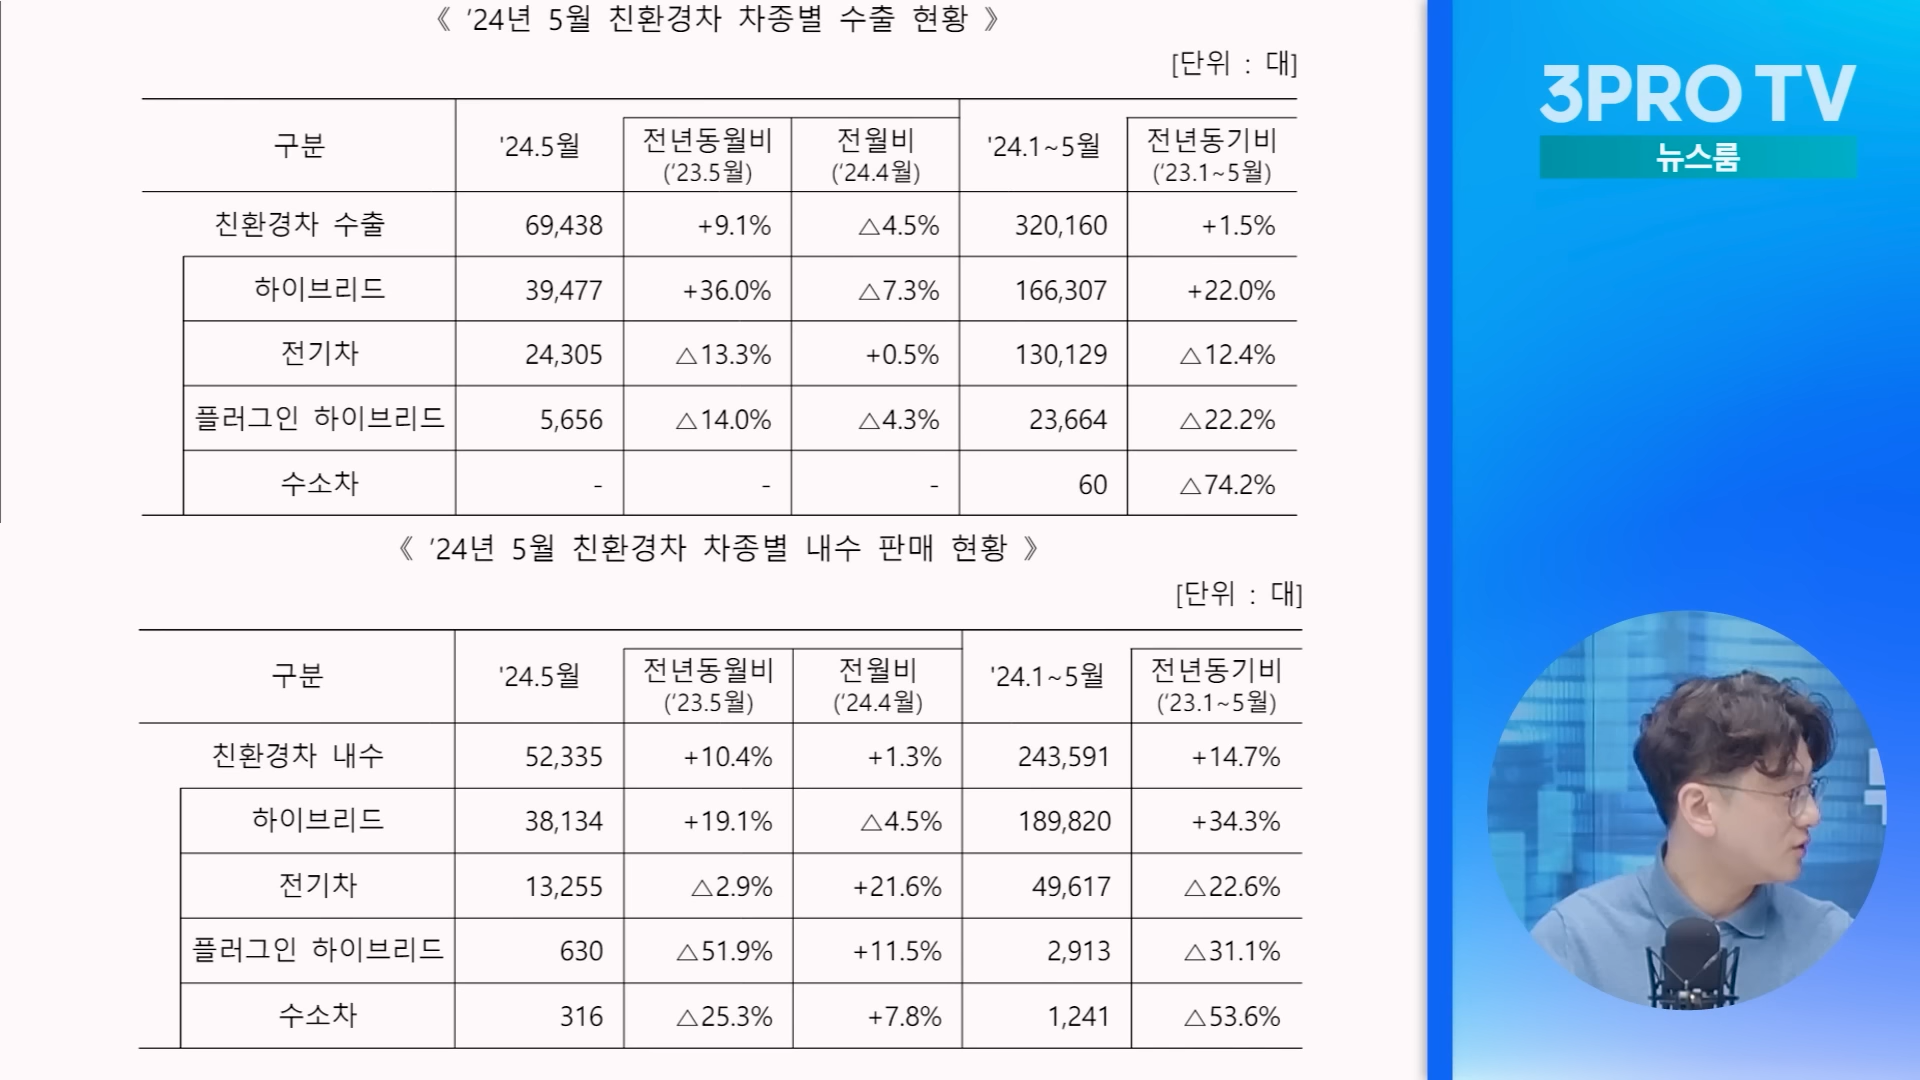 《 ’24년 5월 친환경차 차종별 수출 현황 》
[단위 : 대]
구분 '24.5월 전년동월비 (‘23.5월) 전월비 (‘24.4월) '24.1~5월 전년동기비 (‘23.1~5월)
친환경차 수출 69,438 +9.1% △4.5% 320,160 +1.5%
하이브리드 39,477 +36.0% △7.3% 166,307 +22.0%
전기차 24,305 △13.3% +0.5% 130,129 △12.4%
플러그인 하이브리드 5,656 △14.0% △4.3% 23,664 △22.2%
수소차 - - - 60 △74.2%
《 ’24년 5월 친환경차 차종별 내수 판매 현황 》
[단위 : 대]
구분 '24.5월 전년동월비 (‘23.5월) 전월비 (‘24.4월) '24.1~5월 전년동기비 (‘23.1~5월)
친환경차 내수 52,335 +10.4% +1.3% 243,591 +14.7%
하이브리드 38,134 +19.1% △4.5% 189,820 +34.3%
전기차 13,255 △2.9% +21.6% 49,617 △22.6%
플러그인 하이브리드 630 △51.9% +11.5% 2,913 △31.1%
수소차 316 △25.3% +7.8% 1,241 △53.6%
3PRO TV
뉴스룸